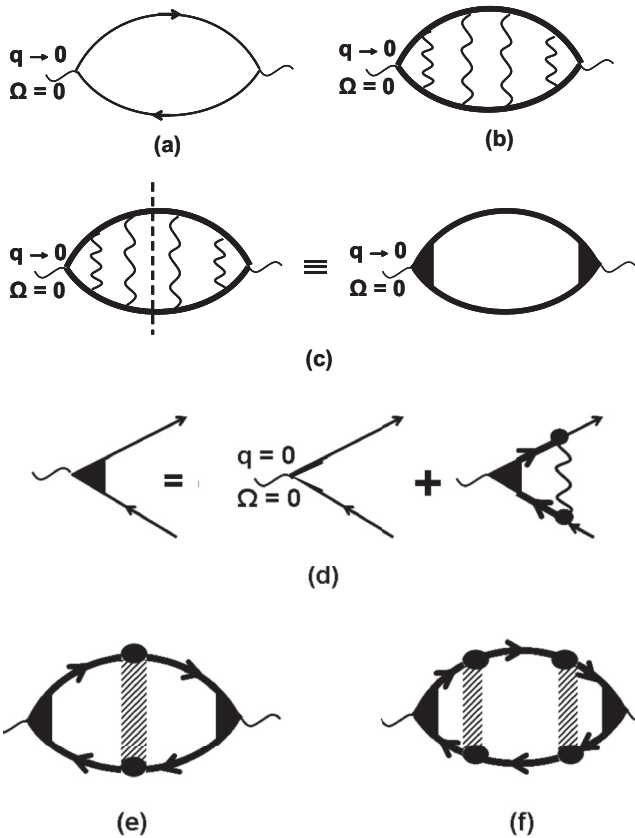 q → 0
Ω = 0
(a)
q → 0
Ω = 0
(b)
q → 0
Ω = 0
≡
q → 0
Ω = 0
(c)
=
q = 0
Ω = 0
+
(d)
(e)
(f)